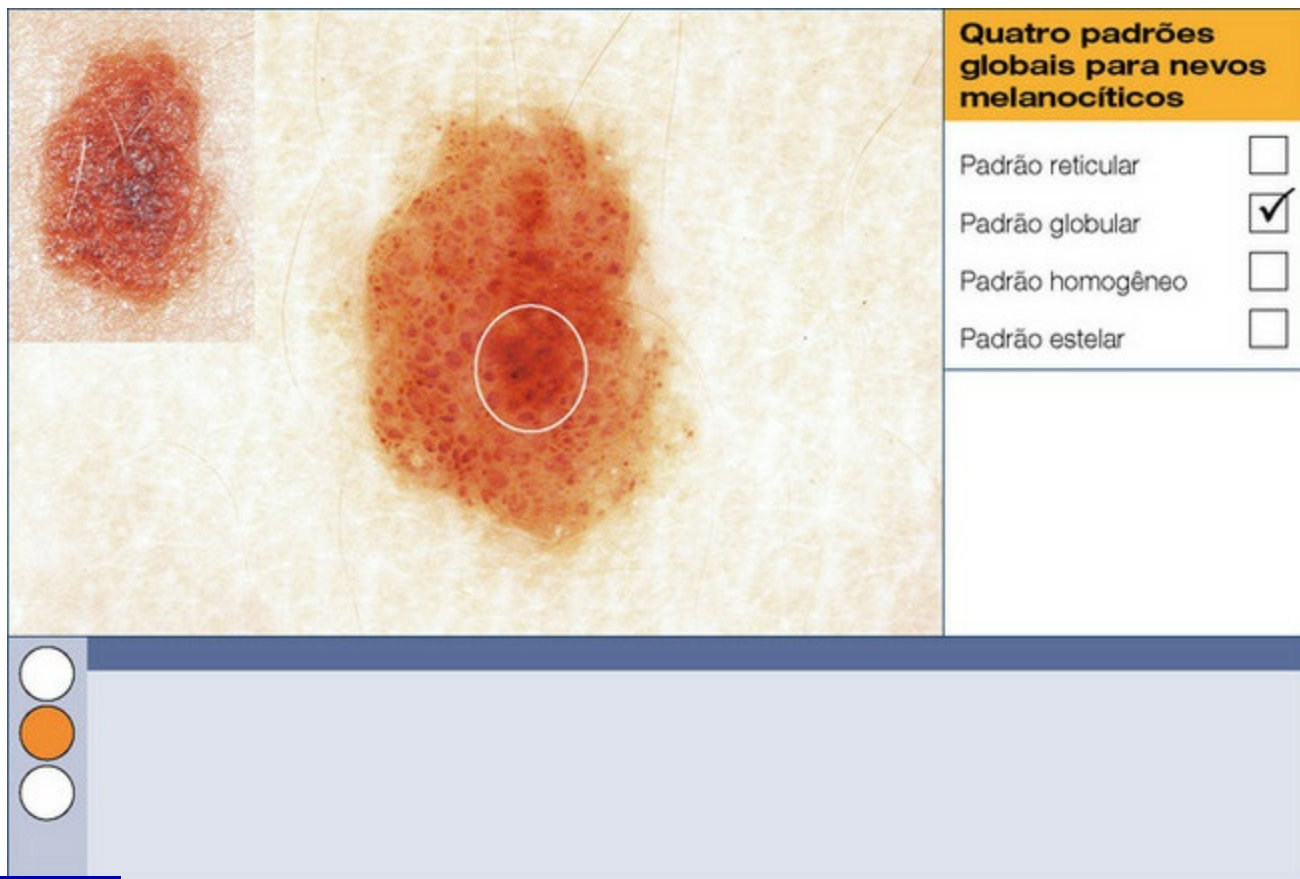 Quatro padrões
globais para nevos
melanocíticos
Padrão reticular
Padrão globular
Padrão homogêneo
Padrão estelar